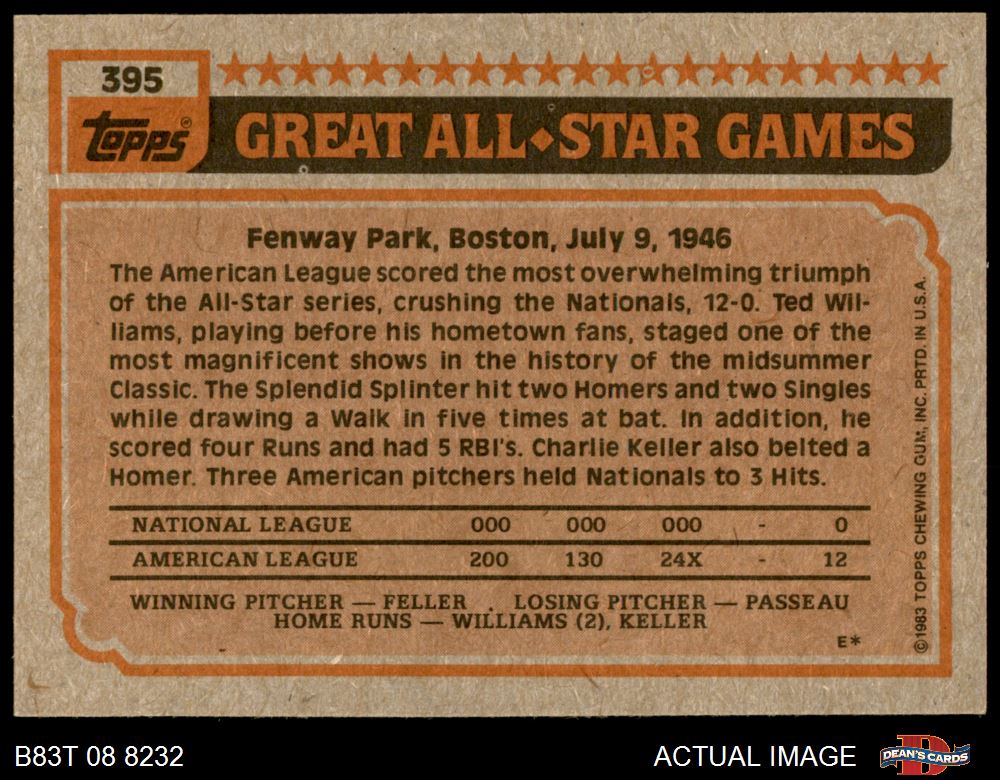 395
topps®
GREAT ALL◆STAR GAMES
Fenway Park, Boston, July 9, 1946
The American League scored the most overwhelming triumph
of the All-Star series, crushing the Nationals, 12-0. Ted Wil-
liams, playing before his hometown fans, staged one of the
most magnificent shows in the history of the midsummer
Classic. The Splendid Splinter hit two Homers and two Singles
while drawing a Walk in five times at bat. In addition, he
scored four Runs and had 5 RBI's. Charlie Keller also belted a
Homer. Three American pitchers held Nationals to 3 Hits.
NATIONAL LEAGUE 000 000 000 - 0
AMERICAN LEAGUE 200 130 24X - 12
WINNING PITCHER — FELLER . LOSING PITCHER — PASSEAU
HOME RUNS — WILLIAMS (2), KELLER
E*
©1983 TOPPS CHEWING GUM, INC. PRTD. IN U.S.A.
B83T 08 8232
ACTUAL IMAGE
D
DEAN'S CARDS